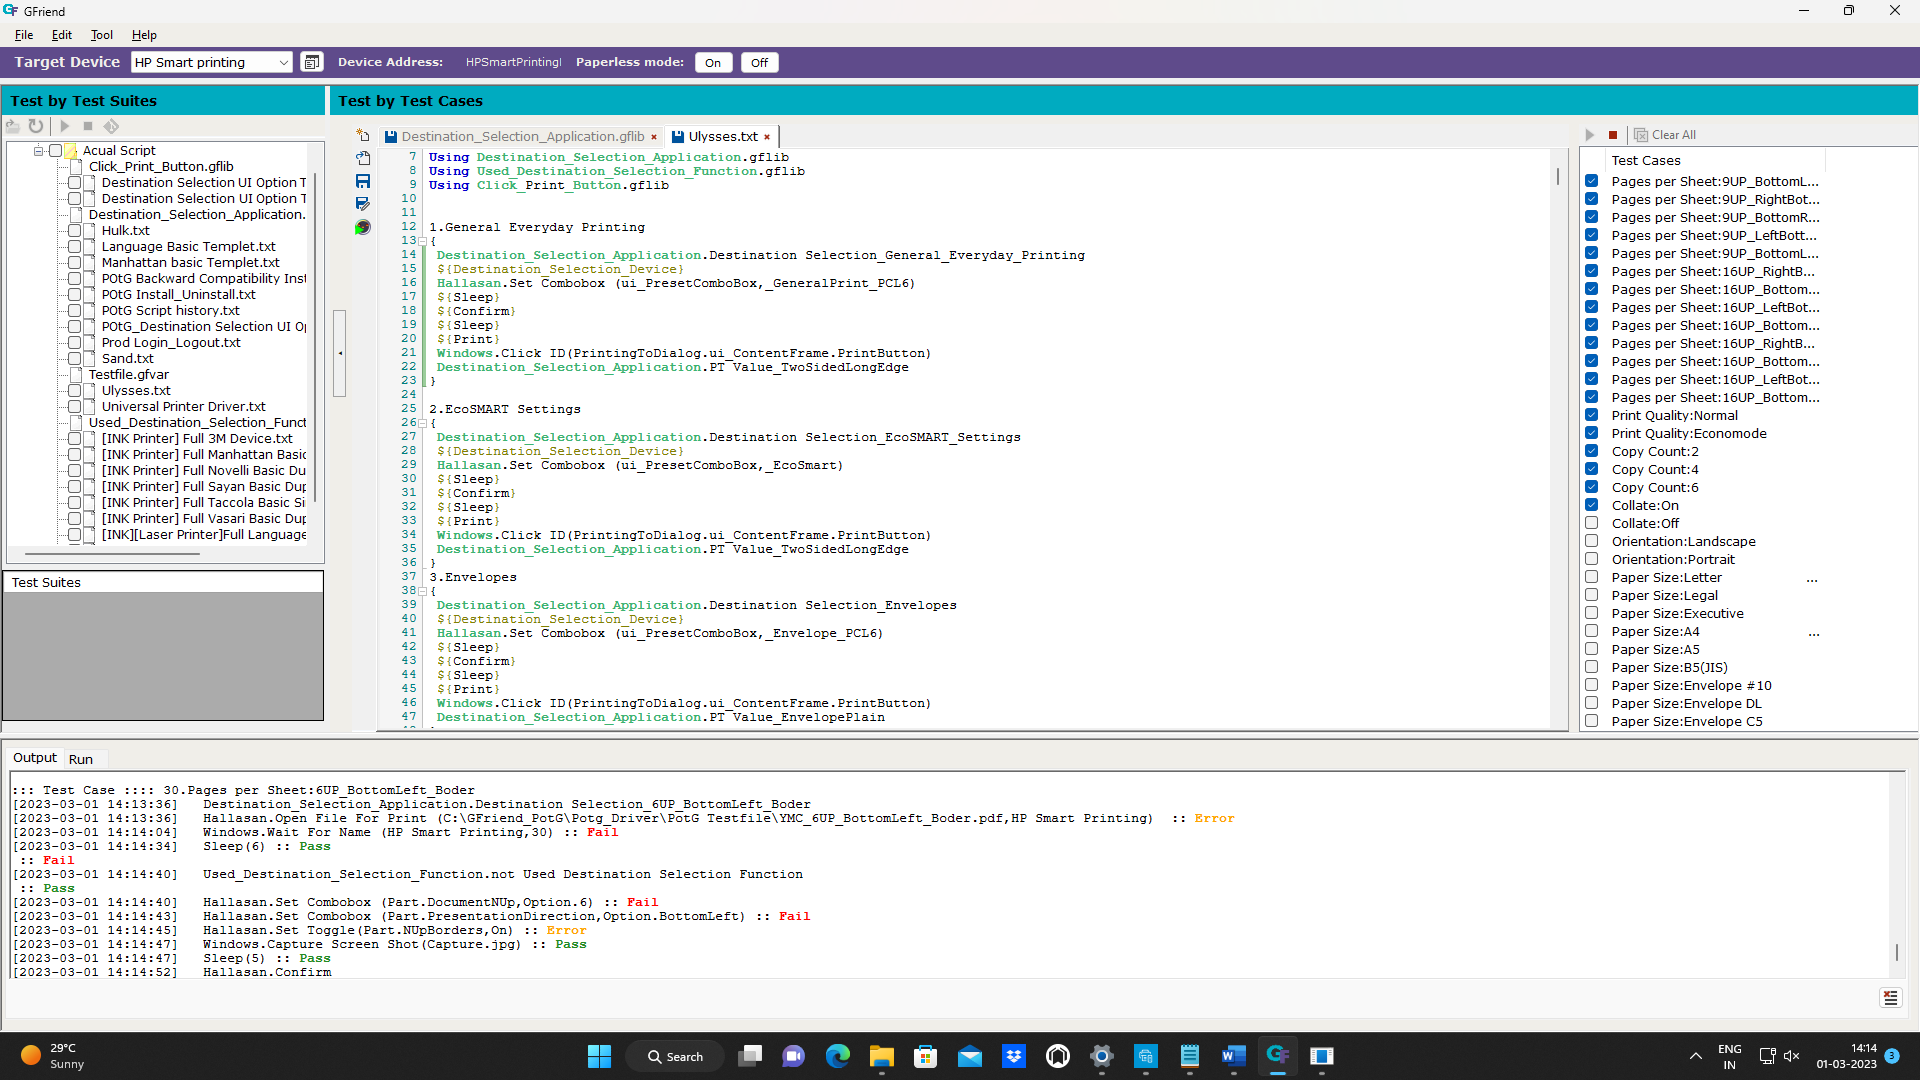 GFriend
File Edit Tool Help
Target Device HP Smart printing Device Address: HPSmartPrintingI Paperless mode: On Off
Test by Test Suites
Test by Test Cases
Acual Script
Click_Print_Button.gflib
Destination Selection UI Option T
Destination Selection UI Option T
Destination_Selection_Application.
Hulk.txt
Language Basic Templet.txt
Manhattan basic Templet.txt
POtG Backward Compatibility Inst
POtG Install_Uninstall.txt
POtG Script history.txt
POtG_Destination Selection UI O
Prod Login_Logout.txt
Sand.txt
Testfile.gfvar
Ulysses.txt
Universal Printer Driver.txt
Used_Destination_Selection_Funct
[INK Printer] Full 3M Device.txt
[INK Printer] Full Manhattan Basic
[INK Printer] Full Novelli Basic Du
[INK Printer] Full Sayan Basic Dup
[INK Printer] Full Taccola Basic Si
[INK Printer] Full Vasari Basic Dup
[INK][Laser Printer]Full Language
Test Suites
Destination_Selection_Application.gflib × Ulysses.txt ×
7 Using Destination_Selection_Application.gflib
8 Using Used_Destination_Selection_Function.gflib
9 Using Click_Print_Button.gflib
10
11
12 1.General Everyday Printing
13 {
14 Destination_Selection_Application.Destination Selection_General_Everyday_Printing
15 ${Destination_Selection_Device}
16 Hallasan.Set Combobox (ui_PresetComboBox,_GeneralPrint_PCL6)
17 ${Sleep}
18 ${Confirm}
19 ${Sleep}
20 ${Print}
21 Windows.Click ID(PrintingToDialog.ui_ContentFrame.PrintButton)
22 Destination_Selection_Application.PT Value_TwoSidedLongEdge
23 }
24
25 2.EcoSMART Settings
26 {
27 Destination_Selection_Application.Destination Selection_EcoSMART_Settings
28 ${Destination_Selection_Device}
29 Hallasan.Set Combobox (ui_PresetComboBox,_EcoSmart)
30 ${Sleep}
31 ${Confirm}
32 ${Sleep}
33 ${Print}
34 Windows.Click ID(PrintingToDialog.ui_ContentFrame.PrintButton)
35 Destination_Selection_Application.PT Value_TwoSidedLongEdge
36 }
37 3.Envelopes
38 {
39 Destination_Selection_Application.Destination Selection_Envelopes
40 ${Destination_Selection_Device}
41 Hallasan.Set Combobox (ui_PresetComboBox,_Envelope_PCL6)
42 ${Sleep}
43 ${Confirm}
44 ${Sleep}
45 ${Print}
46 Windows.Click ID(PrintingToDialog.ui_ContentFrame.PrintButton)
47 Destination_Selection_Application.PT Value_EnvelopePlain
Clear All
Test Cases
Pages per Sheet:9UP_BottomL...
Pages per Sheet:9UP_RightBot...
Pages per Sheet:9UP_BottomR...
Pages per Sheet:9UP_LeftBott...
Pages per Sheet:9UP_BottomL...
Pages per Sheet:16UP_RightB...
Pages per Sheet:16UP_Bottom...
Pages per Sheet:16UP_LeftBot...
Pages per Sheet:16UP_Bottom...
Pages per Sheet:16UP_RightB...
Pages per Sheet:16UP_Bottom...
Pages per Sheet:16UP_LeftBot...
Pages per Sheet:16UP_Bottom...
Print Quality:Normal
Print Quality:Economode
Copy Count:2
Copy Count:4
Copy Count:6
Collate:On
Collate:Off
Orientation:Landscape
Orientation:Portrait
Paper Size:Letter ...
Paper Size:Legal
Paper Size:Executive
Paper Size:A4 ...
Paper Size:A5
Paper Size:B5(JIS)
Paper Size:Envelope #10
Paper Size:Envelope DL
Paper Size:Envelope C5
Output Run
::: Test Case :::: 30.Pages per Sheet:6UP_BottomLeft_Boder
[2023-03-01 14:13:36] Destination_Selection_Application.Destination Selection_6UP_BottomLeft_Boder
[2023-03-01 14:13:36] Hallasan.Open File For Print (C:\GFriend_PotG\Potg_Driver\PotG Testfile\YMC_6UP_BottomLeft_Boder.pdf,HP Smart Printing) :: Error
[2023-03-01 14:14:04] Windows.Wait For Name (HP Smart Printing,30) :: Fail
[2023-03-01 14:14:34] Sleep(6) :: Pass
:: Fail
[2023-03-01 14:14:40] Used_Destination_Selection_Function.not Used Destination Selection Function
:: Pass
[2023-03-01 14:14:40] Hallasan.Set Combobox (Part.DocumentNUp,Option.6) :: Fail
[2023-03-01 14:14:43] Hallasan.Set Combobox (Part.PresentationDirection,Option.BottomLeft) :: Fail
[2023-03-01 14:14:45] Hallasan.Set Toggle(Part.NUpBorders,On) :: Error
[2023-03-01 14:14:47] Windows.Capture Screen Shot(Capture.jpg) :: Pass
[2023-03-01 14:14:47] Sleep(5) :: Pass
[2023-03-01 14:14:52] Hallasan.Confirm
29°C
Sunny
Search
ENG
IN
14:14
01-03-2023
3